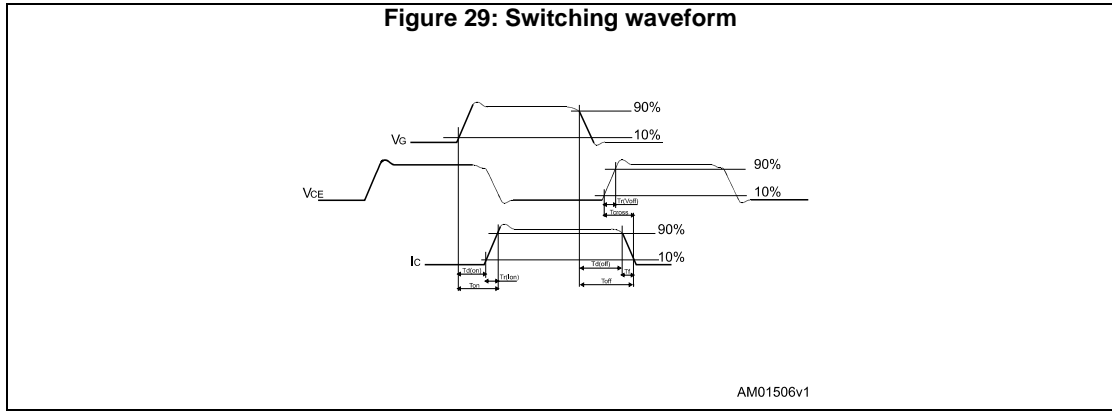 Figure 29: Switching waveform
90%
VG
10%
90%
VCE
10%
Tr(Voff)
Tcross
90%
IC
10%
Td(on)
Td(off)
Tf
Tr(Ion)
Ton
Toff
AM01506v1